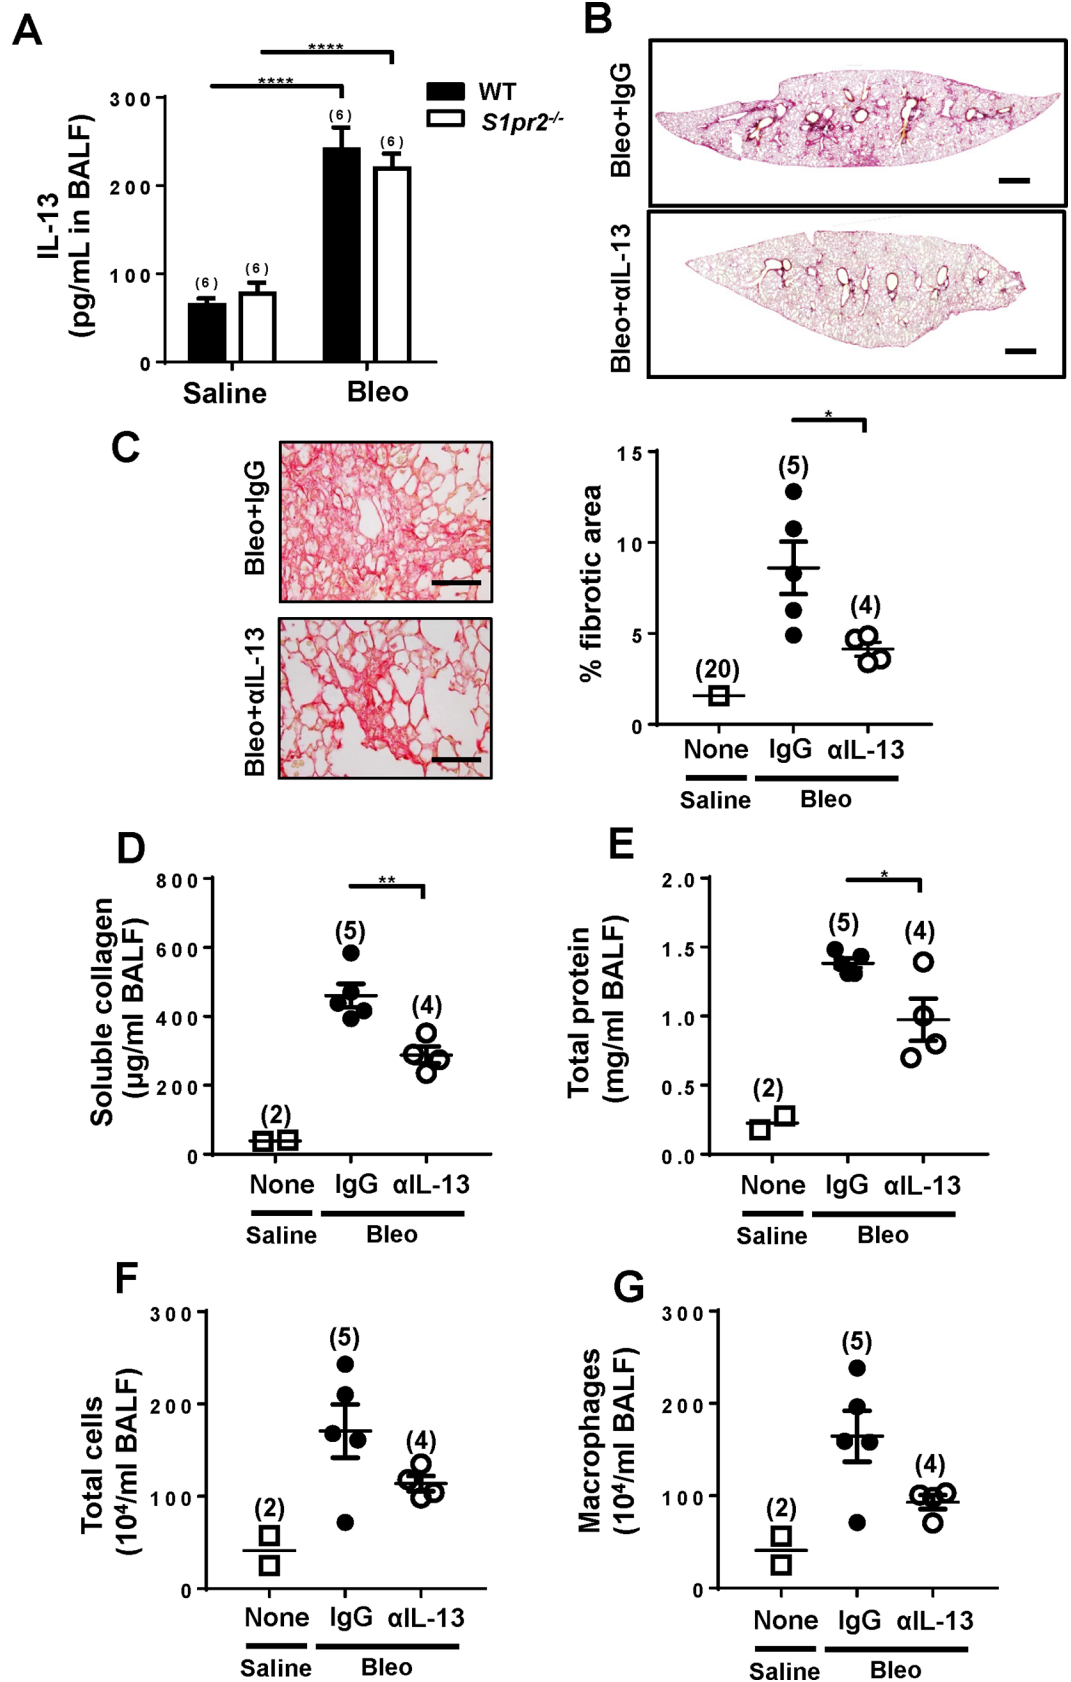 A
IL-13
(pg/mL in BALF)
300
200
100
0
****
****
(6)
(6)
(6)
(6)
Saline
Bleo
WT
S1pr2-/-
B
Bleo+IgG
Bleo+αIL-13
C
Bleo+IgG
Bleo+αIL-13
% fibrotic area
15
10
5
0
*
(5)
(4)
(20)
None IgG αIL-13
Saline Bleo
D
Soluble collagen
(µg/ml BALF)
800
600
400
200
0
**
(5)
(4)
(2)
None IgG αIL-13
Saline Bleo
E
Total protein
(mg/ml BALF)
2.0
1.5
1.0
0.5
0.0
*
(5)
(4)
(2)
None IgG αIL-13
Saline Bleo
F
Total cells
(10⁴/ml BALF)
300
200
100
0
(5)
(4)
(2)
None IgG αIL-13
Saline Bleo
G
Macrophages
(10⁴/ml BALF)
300
200
100
0
(5)
(4)
(2)
None IgG αIL-13
Saline Bleo